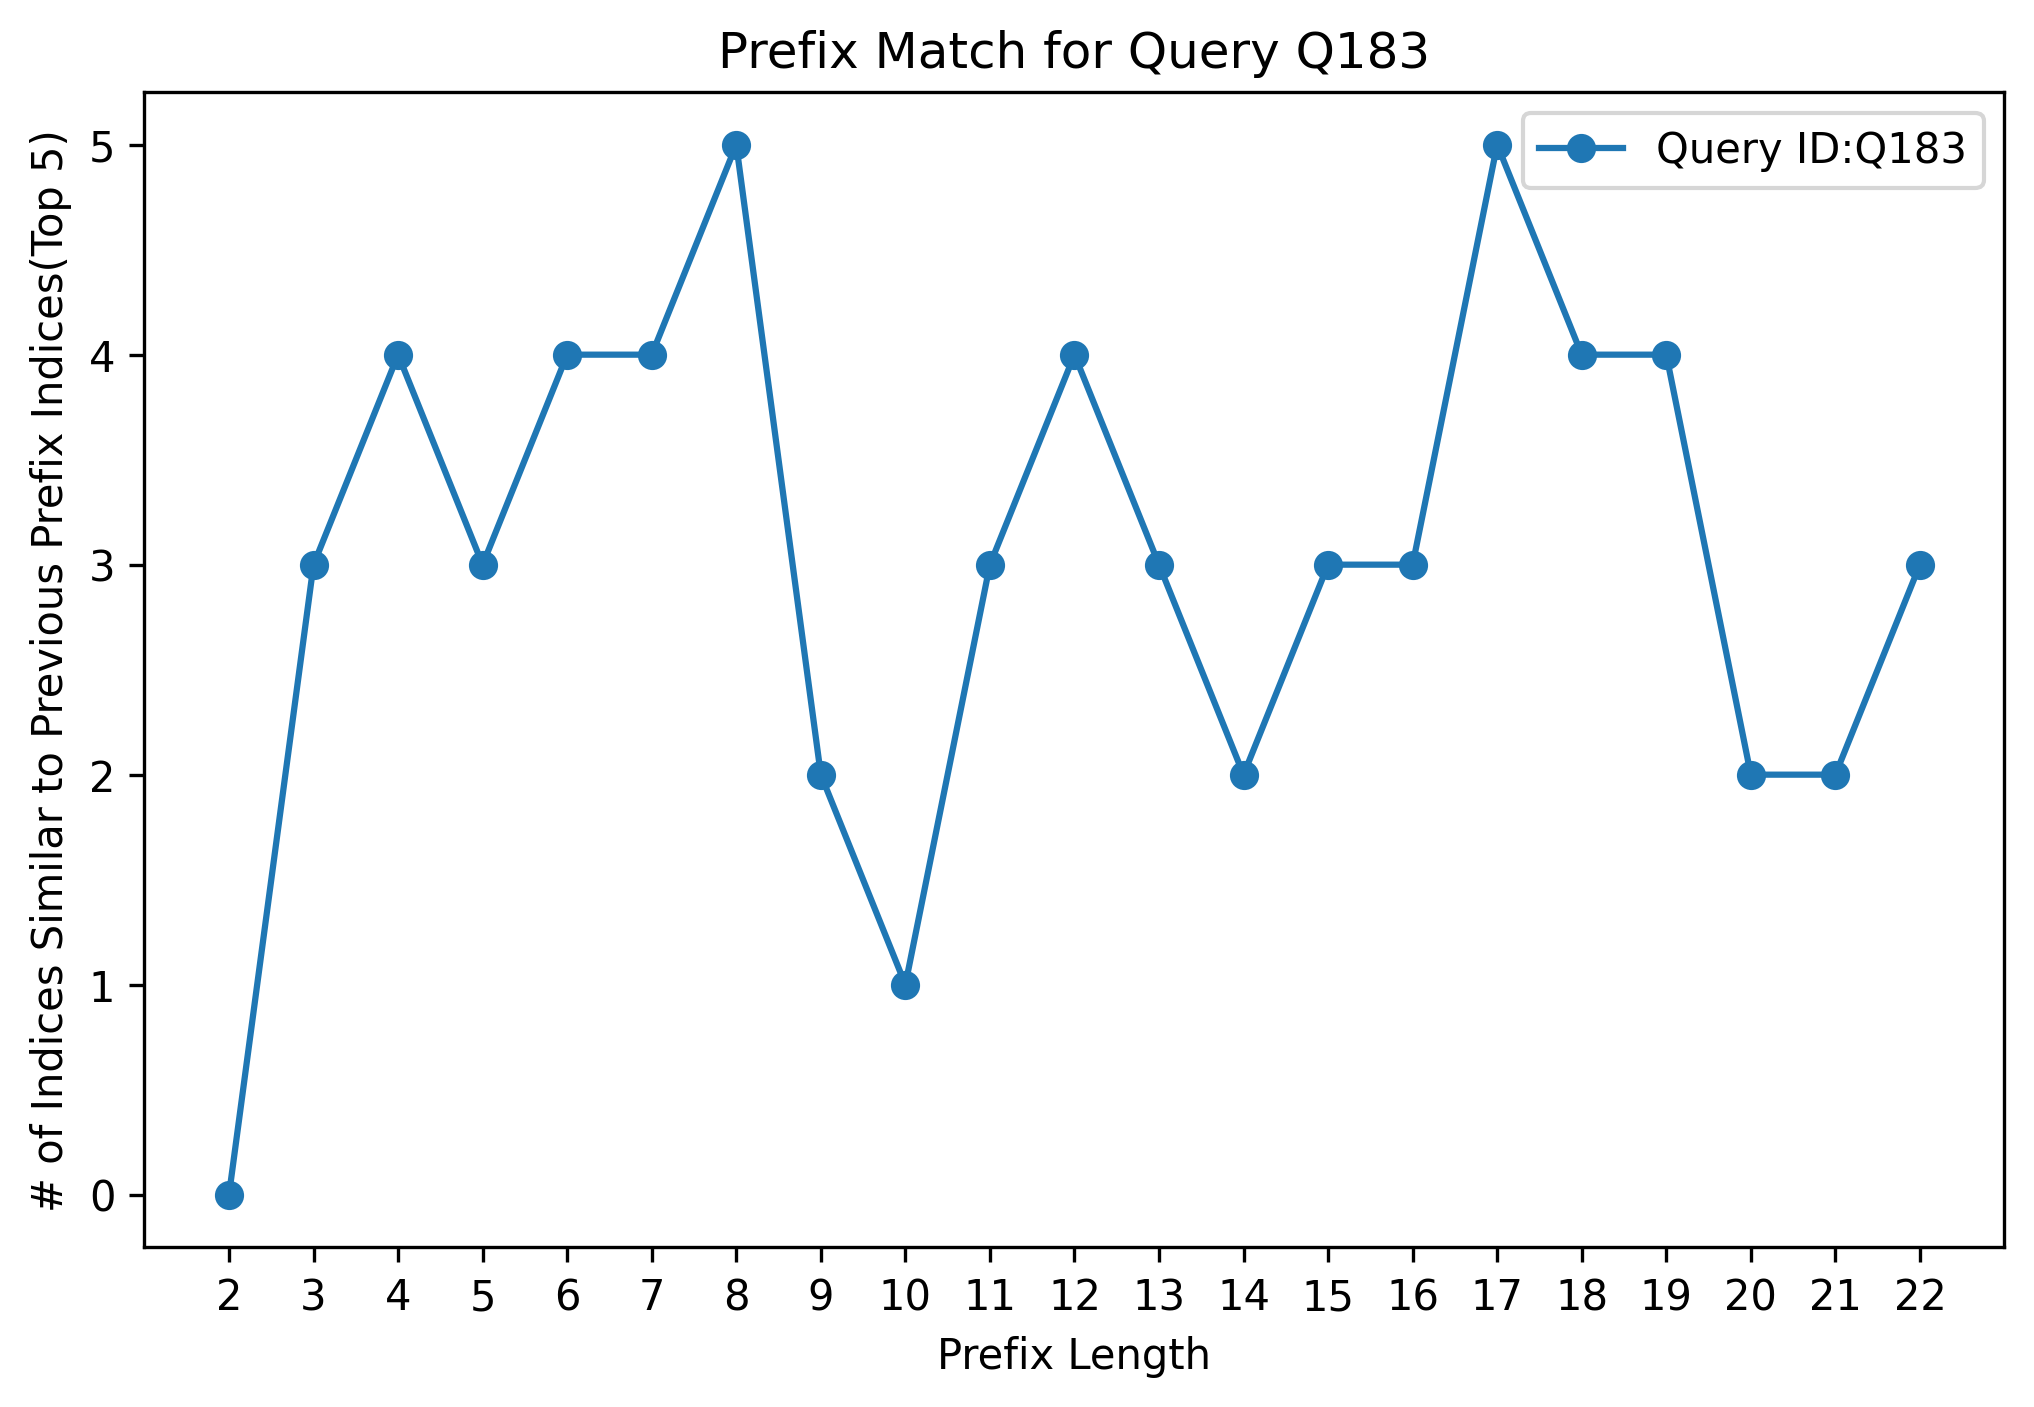 Prefix Match for Query Q183
Query ID:Q183
# of Indices Similar to Previous Prefix Indices(Top 5)
5
4
3
2
1
0
2 3 4 5 6 7 8 9 10 11 12 13 14 15 16 17 18 19 20 21 22
Prefix Length